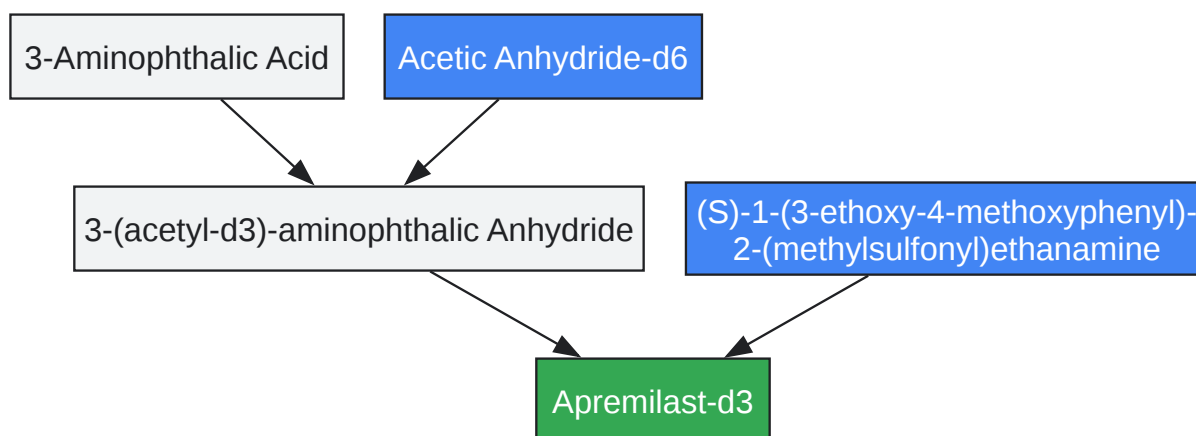 3-Aminophthalic Acid
Acetic Anhydride-d6
3-(acetyl-d3)-aminophthalic Anhydride
(S)-1-(3-ethoxy-4-methoxyphenyl)-
2-(methylsulfonyl)ethanamine
Apremilast-d3